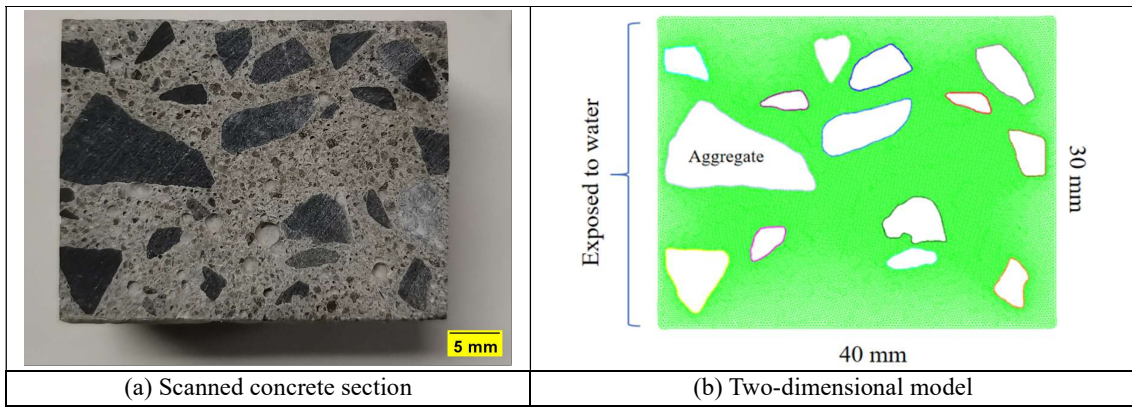 5 mm
Exposed to water
Aggregate
30 mm
40 mm
(a) Scanned concrete section
(b) Two-dimensional model